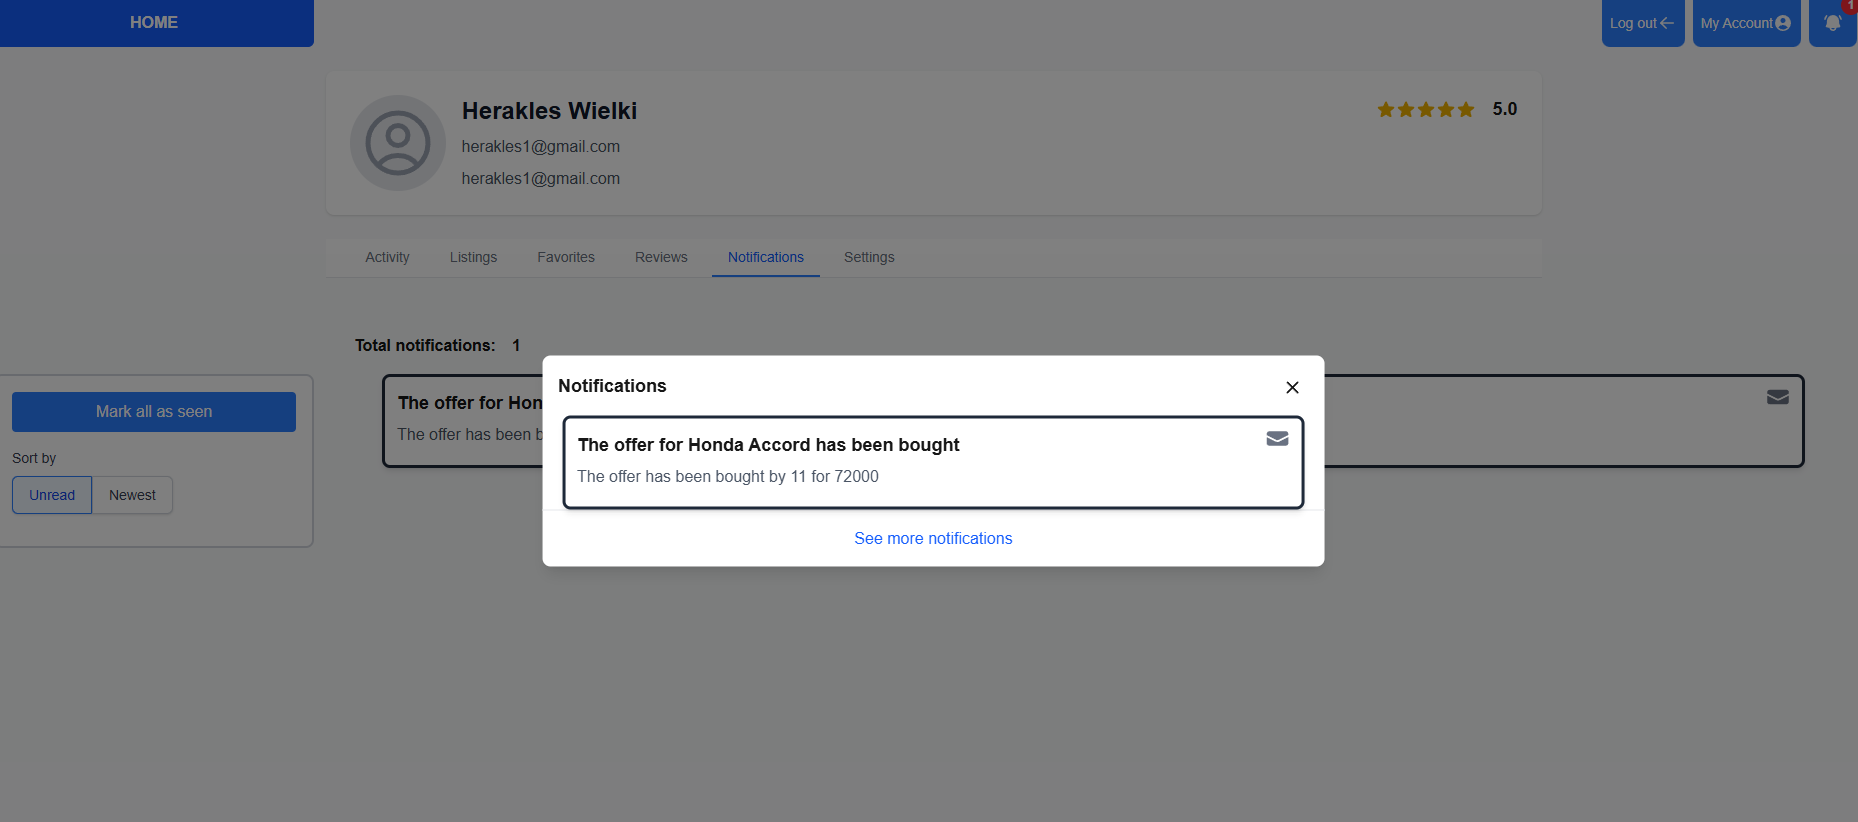 HOME
Log out
My Account
1
Herakles Wielki
5.0
herakles1@gmail.com
herakles1@gmail.com
Activity
Listings
Favorites
Reviews
Notifications
Settings
Total notifications: 1
Mark all as seen
Sort by
Unread
Newest
The offer for Hon
The offer has been b
Notifications
The offer for Honda Accord has been bought
The offer has been bought by 11 for 72000
See more notifications